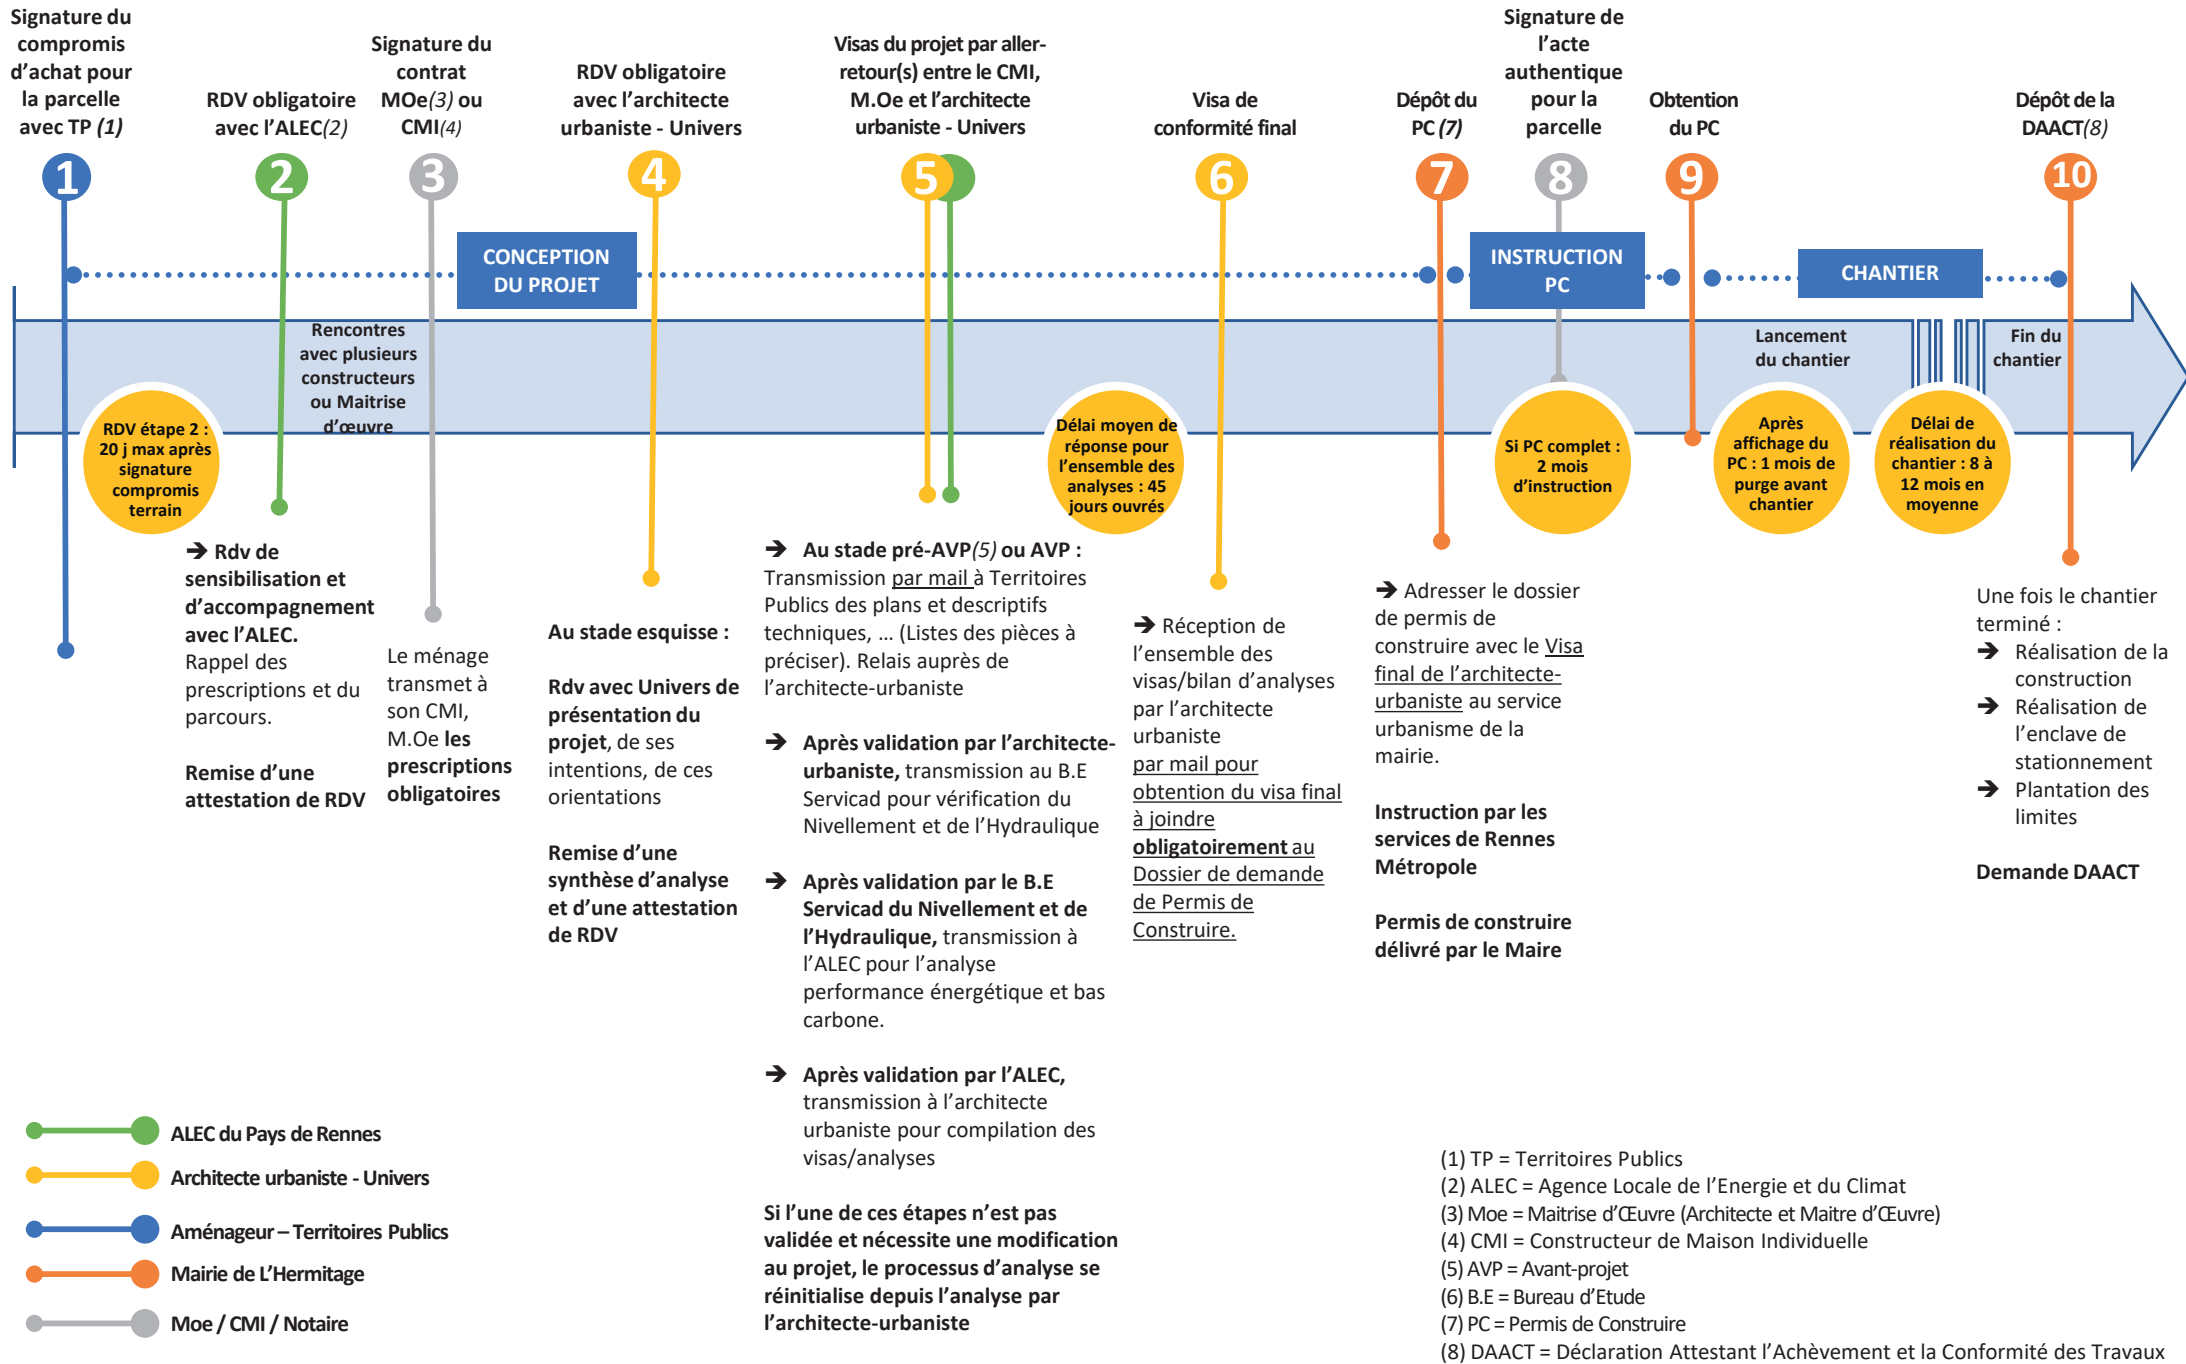 Signature du
compromis
d'achat pour
la parcelle
avec TP (1)
RDV obligatoire
avec l'ALEC(2)
Signature du
contrat
MOe(3) ou
CMI(4)
RDV obligatoire
avec l'architecte
urbaniste - Univers
Visas du projet par aller-
retour(s) entre le CMI,
M.Oe et l'architecte
urbaniste - Univers
Visa de
conformité final
Dépôt du
PC (7)
Signature de
l'acte
authentique
pour la
parcelle
Obtention
du PC
Dépôt de la
DAACT(8)
1
2
3
4
5
6
7
8
9
10
CONCEPTION
DU PROJET
INSTRUCTION
PC
CHANTIER
Rencontres
avec plusieurs
constructeurs
ou Maitrise
d'œuvre
Lancement
du chantier
Fin du
chantier
RDV étape 2 :
20 j max après
signature
compromis
terrain
Délai moyen de
réponse pour
l'ensemble des
analyses : 45
jours ouvrés
Si PC complet :
2 mois
d'instruction
Après
affichage du
PC : 1 mois de
purge avant
chantier
Délai de
réalisation du
chantier : 8 à
12 mois en
moyenne
➔ Rdv de
sensibilisation et
d'accompagnement
avec l'ALEC.
Rappel des
prescriptions et du
parcours.
Remise d'une
attestation de RDV
Le ménage
transmet à
son CMI,
M.Oe les
prescriptions
obligatoires
Au stade esquisse :
Rdv avec Univers de
présentation du
projet, de ses
intentions, de ces
orientations
Remise d'une
synthèse d'analyse
et d'une attestation
de RDV
➔ Au stade pré-AVP(5) ou AVP :
Transmission par mail à Territoires
Publics des plans et descriptifs
techniques, … (Listes des pièces à
préciser). Relais auprès de
l'architecte-urbaniste
➔ Après validation par l'architecte-
urbaniste, transmission au B.E
Servicad pour vérification du
Nivellement et de l'Hydraulique
➔ Après validation par le B.E
Servicad du Nivellement et de
l'Hydraulique, transmission à
l'ALEC pour l'analyse
performance énergétique et bas
carbone.
➔ Après validation par l'ALEC,
transmission à l'architecte
urbaniste pour compilation des
visas/analyses
Si l'une de ces étapes n'est pas
validée et nécessite une modification
au projet, le processus d'analyse se
réinitialise depuis l'analyse par
l'architecte-urbaniste
➔ Réception de
l'ensemble des
visas/bilan d'analyses
par l'architecte
urbaniste
par mail pour
obtention du visa final
à joindre
obligatoirement au
Dossier de demande
de Permis de
Construire.
➔ Adresser le dossier
de permis de
construire avec le Visa
final de l'architecte-
urbaniste au service
urbanisme de la
mairie.
Instruction par les
services de Rennes
Métropole
Permis de construire
délivré par le Maire
Une fois le chantier
terminé :
➔ Réalisation de la
construction
➔ Réalisation de
l'enclave de
stationnement
➔ Plantation des
limites
Demande DAACT
ALEC du Pays de Rennes
Architecte urbaniste - Univers
Aménageur – Territoires Publics
Mairie de L'Hermitage
Moe / CMI / Notaire
(1) TP = Territoires Publics
(2) ALEC = Agence Locale de l'Energie et du Climat
(3) Moe = Maitrise d'Œuvre (Architecte et Maitre d'Œuvre)
(4) CMI = Constructeur de Maison Individuelle
(5) AVP = Avant-projet
(6) B.E = Bureau d'Etude
(7) PC = Permis de Construire
(8) DAACT = Déclaration Attestant l'Achèvement et la Conformité des Travaux